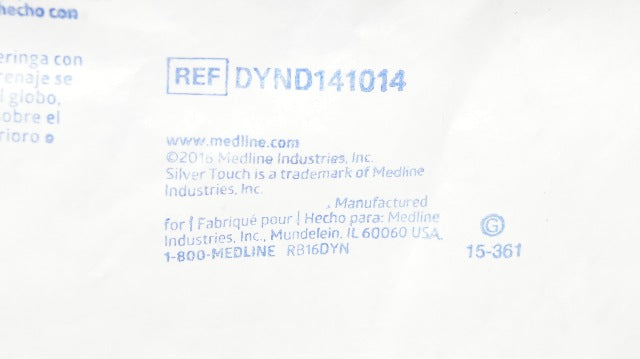 hecho con
eringa con
renaje se
l globo,
obre el
rioro o
REF DYND141014
www.medline.com
©2016 Medline Industries, Inc.
Silver Touch is a trademark of Medline
Industries, Inc.
. Manufactured
for | Fabriqué pour | Hecho para: Medline
Industries, Inc., Mundelein, IL 60060 USA.
1-800-MEDLINE RB16DYN
G
15-361